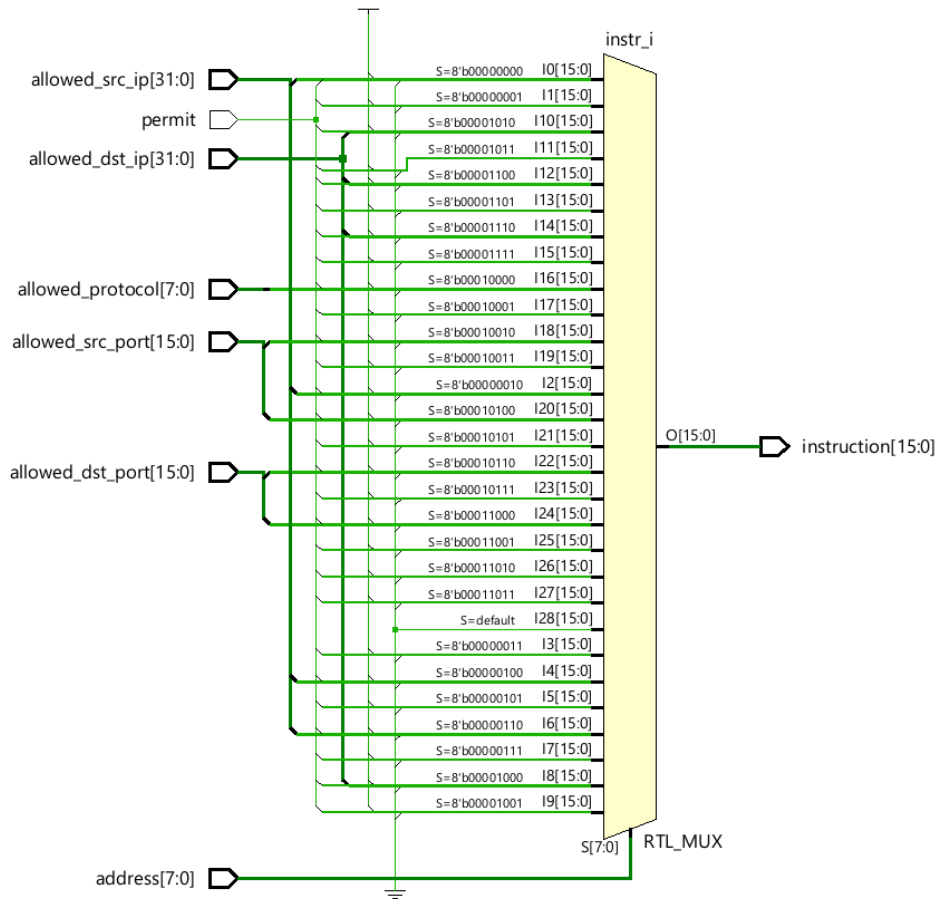 instr_i
allowed_src_ip[31:0]
S=8'b00000000 I0[15:0]
S=8'b00000001 I1[15:0]
permit
S=8'b00001010 I10[15:0]
allowed_dst_ip[31:0]
S=8'b00001011 I11[15:0]
S=8'b00001100 I12[15:0]
S=8'b00001101 I13[15:0]
S=8'b00001110 I14[15:0]
S=8'b00001111 I15[15:0]
allowed_protocol[7:0]
S=8'b00010000 I16[15:0]
S=8'b00010001 I17[15:0]
allowed_src_port[15:0]
S=8'b00010010 I18[15:0]
S=8'b00010011 I19[15:0]
S=8'b00000010 I2[15:0]
S=8'b00010100 I20[15:0]
S=8'b00010101 I21[15:0]
O[15:0]
instruction[15:0]
allowed_dst_port[15:0]
S=8'b00010110 I22[15:0]
S=8'b00010111 I23[15:0]
S=8'b00011000 I24[15:0]
S=8'b00011001 I25[15:0]
S=8'b00011010 I26[15:0]
S=8'b00011011 I27[15:0]
S=default I28[15:0]
S=8'b00000011 I3[15:0]
S=8'b00000100 I4[15:0]
S=8'b00000101 I5[15:0]
S=8'b00000110 I6[15:0]
S=8'b00000111 I7[15:0]
S=8'b00001000 I8[15:0]
S=8'b00001001 I9[15:0]
S[7:0]
RTL_MUX
address[7:0]